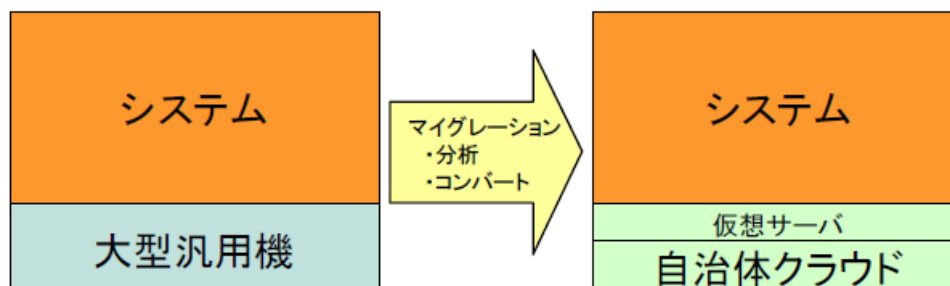 システム
大型汎用機
マイグレーション
・分析
・コンバート
システム
仮想サーバ
自治体クラウド